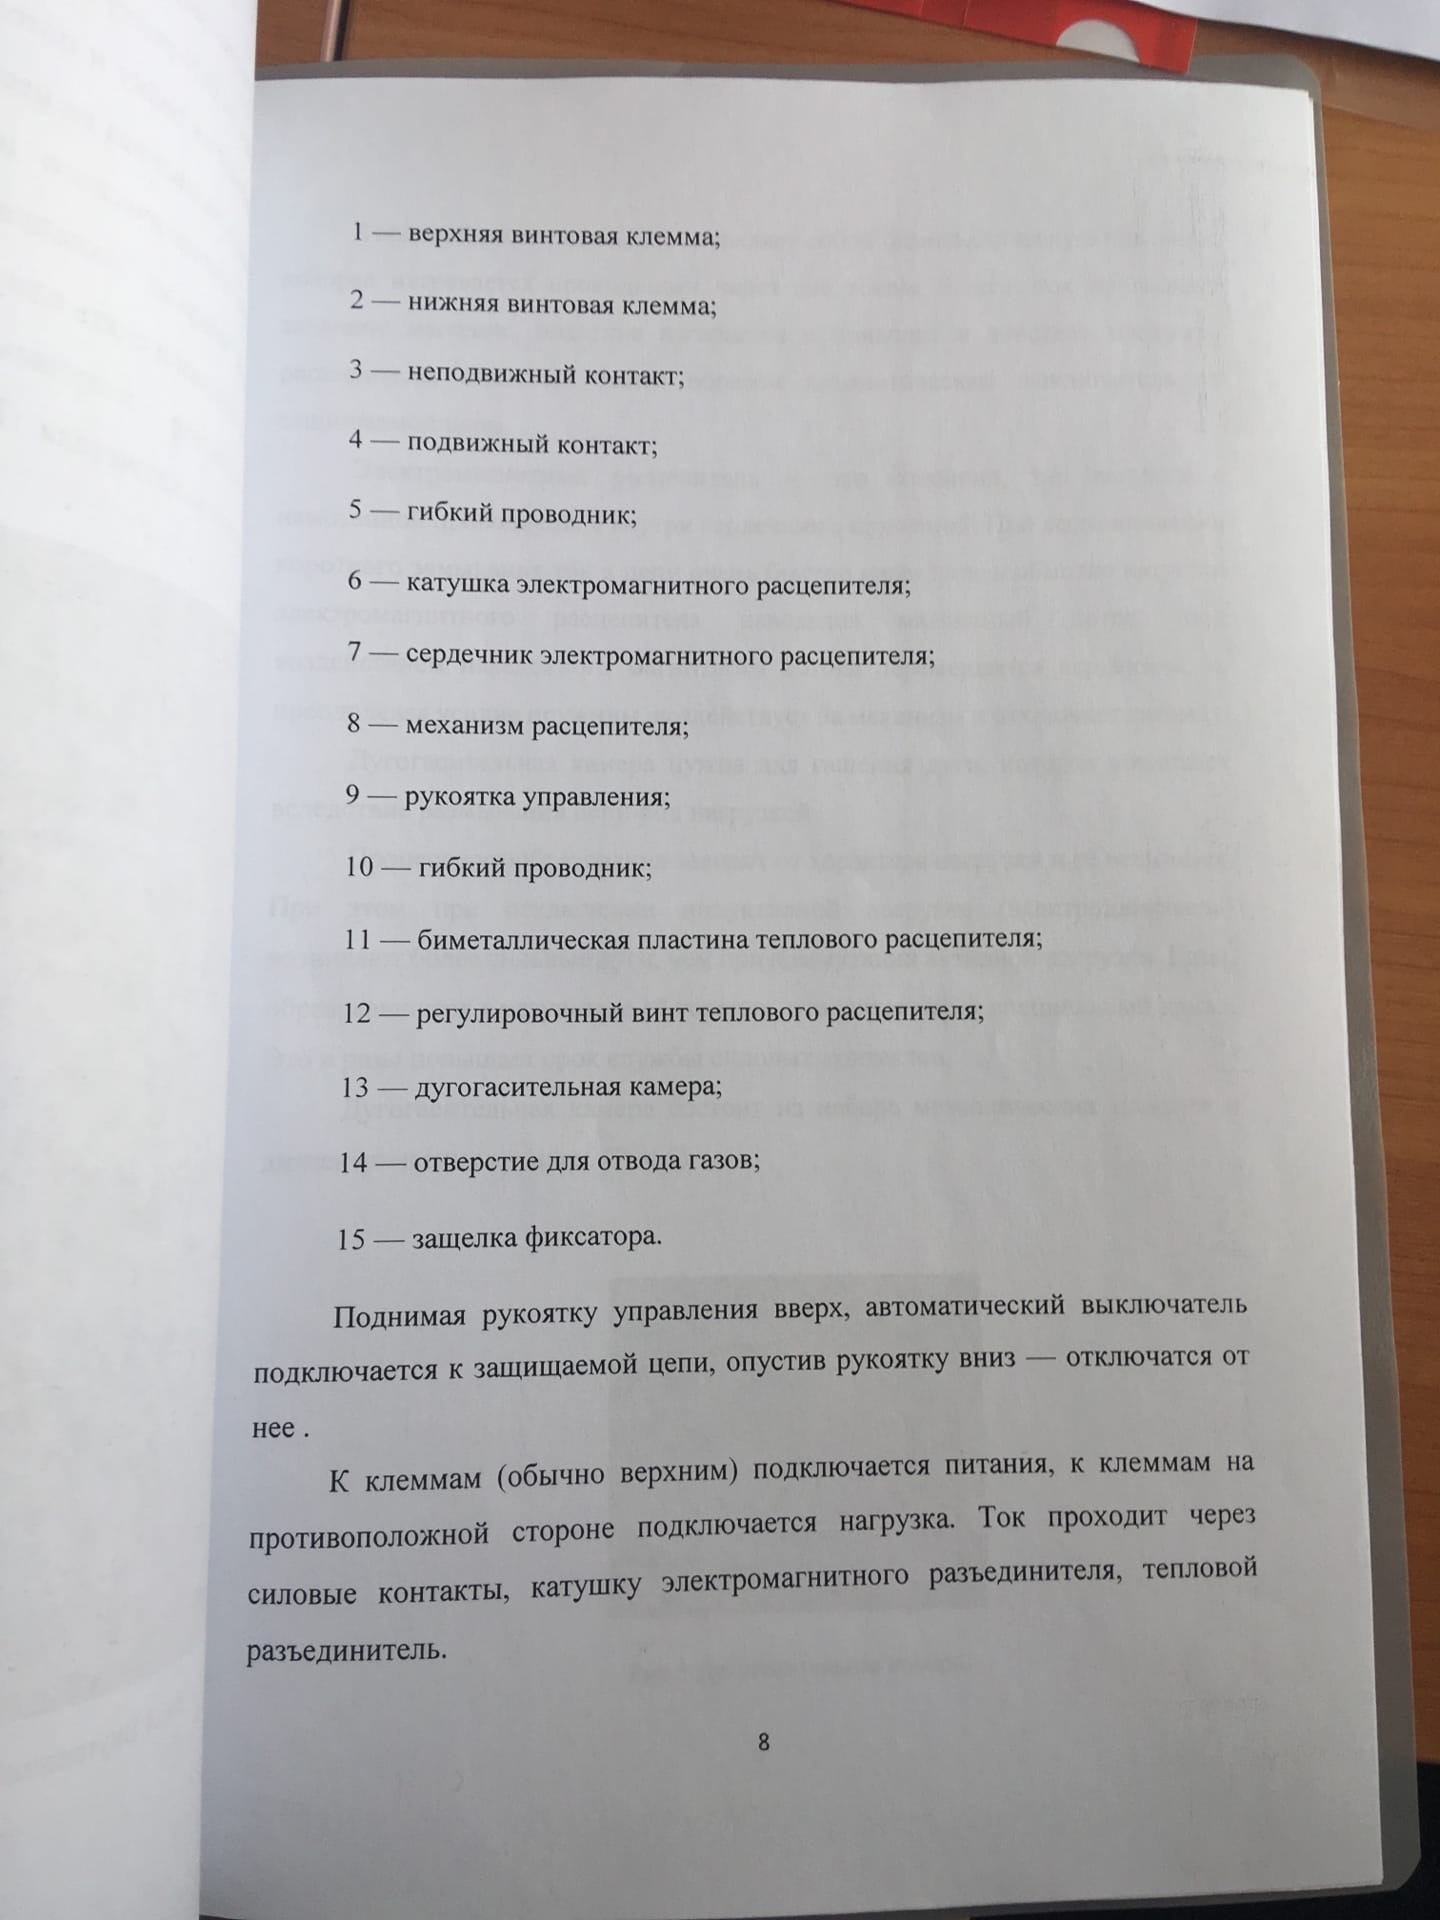 1 — верхняя винтовая клемма;
2 — нижняя винтовая клемма;
3 — неподвижный контакт;
4 — подвижный контакт;
5 — гибкий проводник;
6 — катушка электромагнитного расцепителя;
7 — сердечник электромагнитного расцепителя;
8 — механизм расцепителя;
9 — рукоятка управления;
10 — гибкий проводник;
11 — биметаллическая пластина теплового расцепителя;
12 — регулировочный винт теплового расцепителя;
13 — дугогасительная камера;
14 — отверстие для отвода газов;
15 — защелка фиксатора.
Поднимая рукоятку управления вверх, автоматический выключатель
подключается к защищаемой цепи, опустив рукоятку вниз — отключатся от
нее .
К клеммам (обычно верхним) подключается питания, к клеммам на
противоположной стороне подключается нагрузка. Ток проходит через
силовые контакты, катушку электромагнитного разъединителя, тепловой
разъединитель.
8